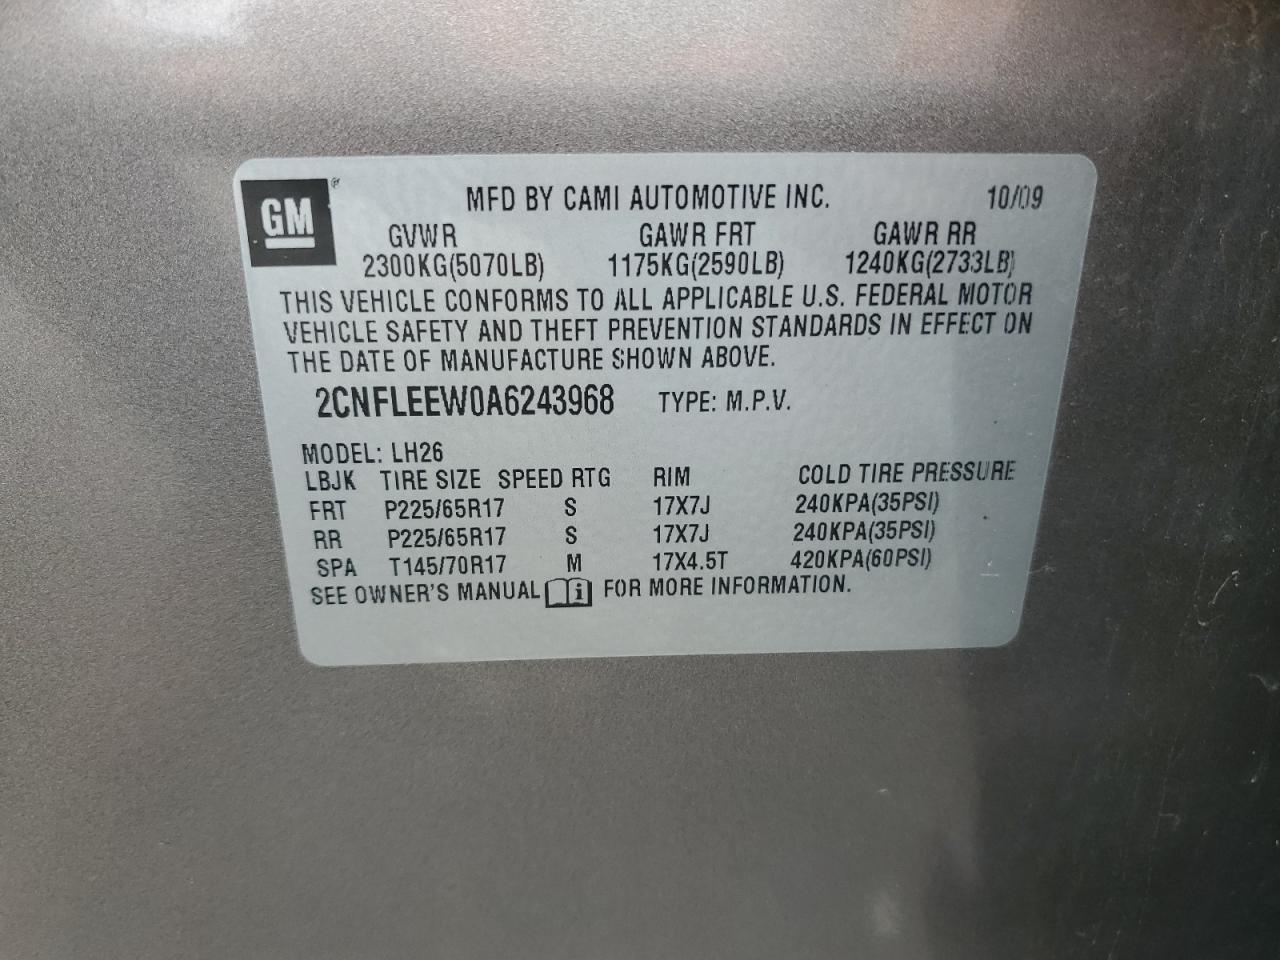 GM ® MFD BY CAMI AUTOMOTIVE INC. 10/09
GVWR GAWR FRT GAWR RR
2300KG(5070LB) 1175KG(2590LB) 1240KG(2733LB)
THIS VEHICLE CONFORMS TO ALL APPLICABLE U.S. FEDERAL MOTOR
VEHICLE SAFETY AND THEFT PREVENTION STANDARDS IN EFFECT ON
THE DATE OF MANUFACTURE SHOWN ABOVE.
2CNFLEEW0A6243968 TYPE: M.P.V.
MODEL: LH26
LBJK TIRE SIZE SPEED RTG RIM COLD TIRE PRESSURE
FRT P225/65R17 S 17X7J 240KPA(35PSI)
RR P225/65R17 S 17X7J 240KPA(35PSI)
SPA T145/70R17 M 17X4.5T 420KPA(60PSI)
SEE OWNER'S MANUAL i FOR MORE INFORMATION.